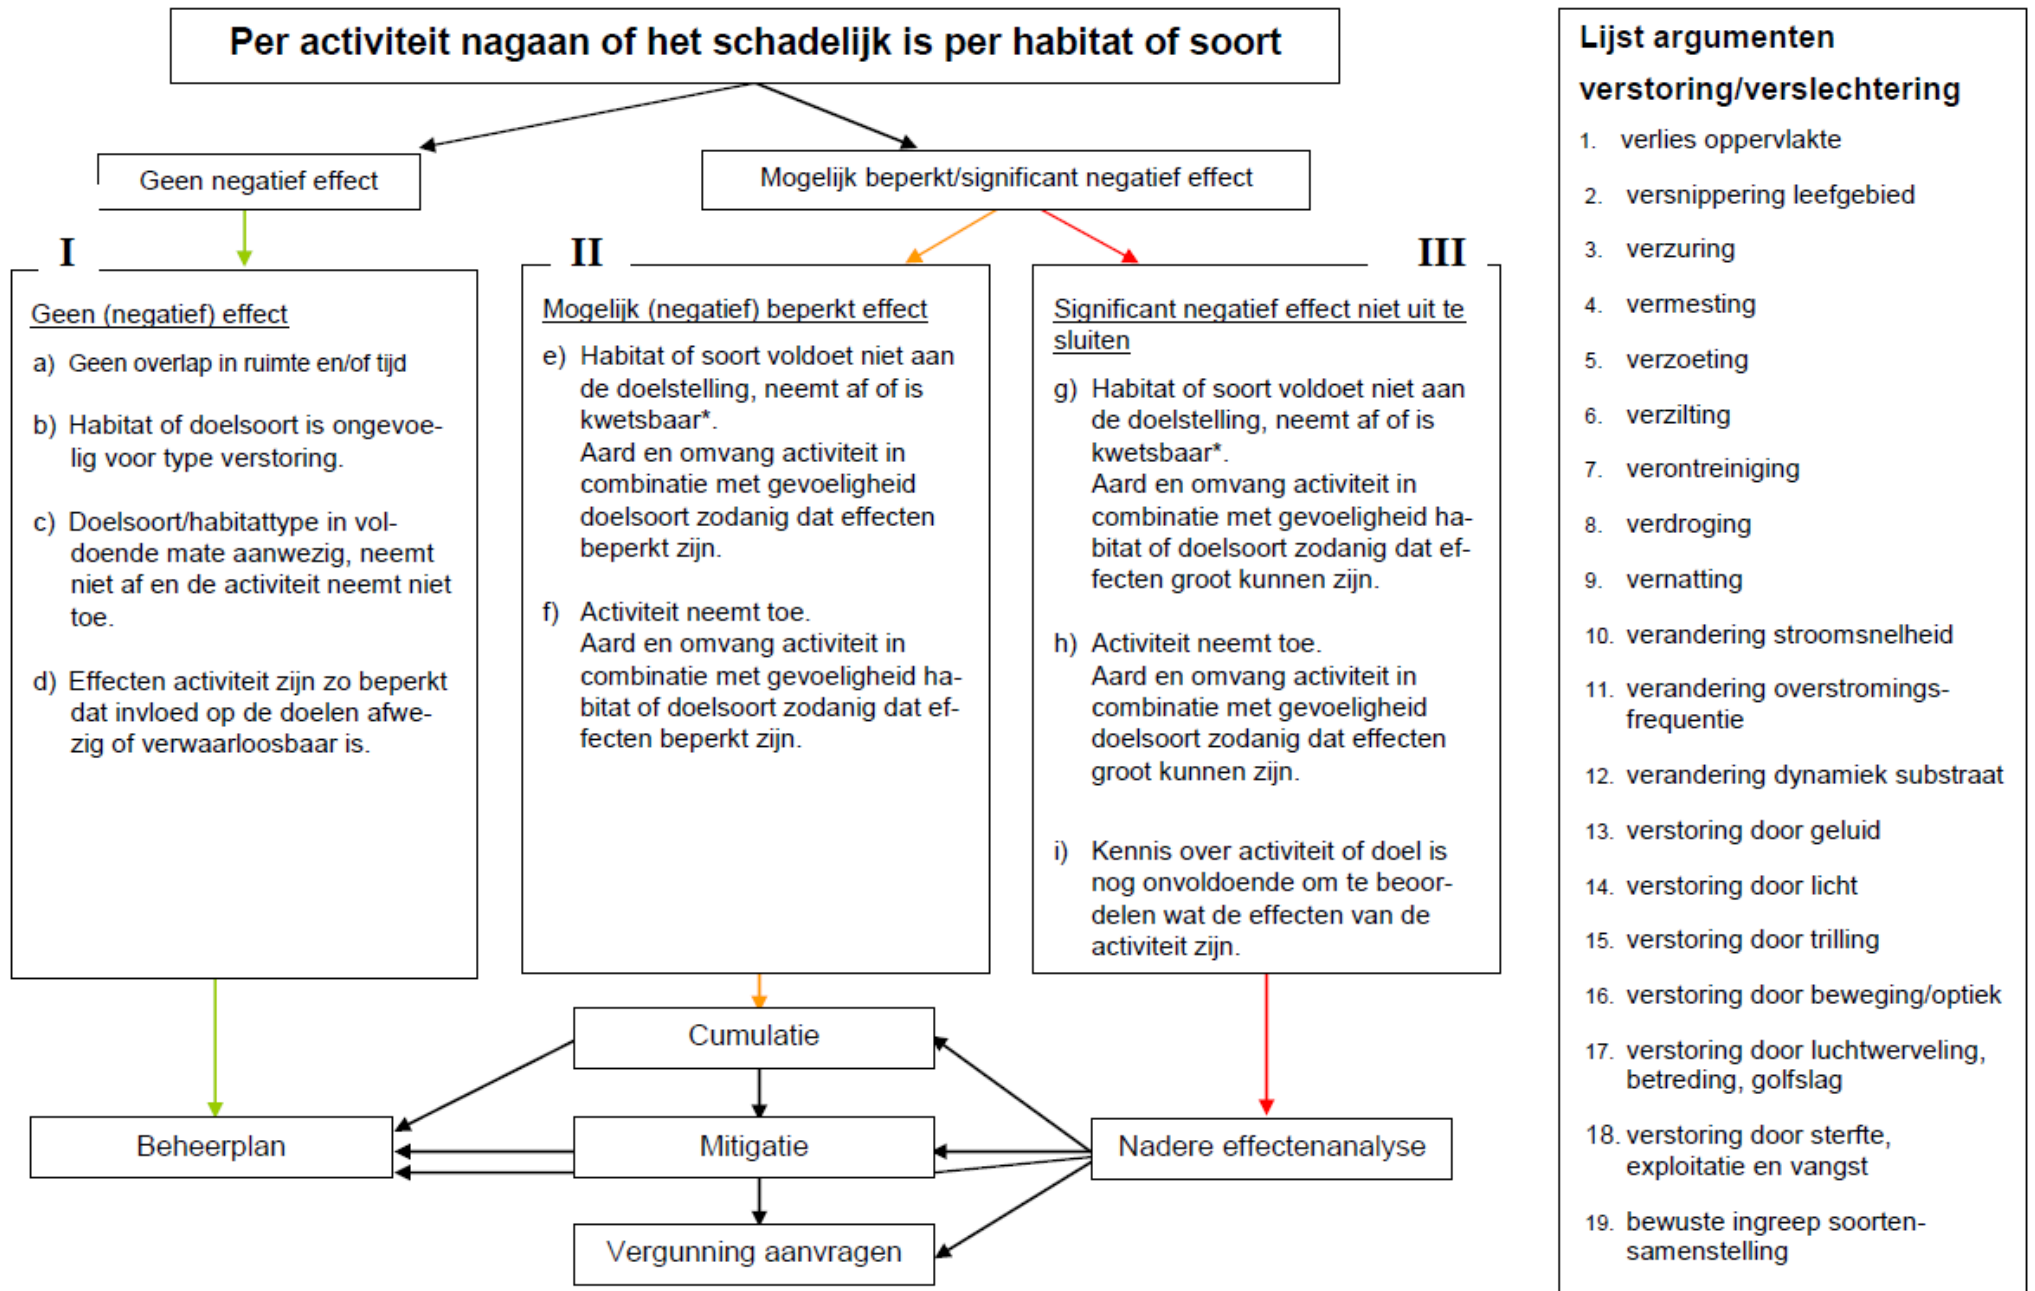 Per activiteit nagaan of het schadelijk is per habitat of soort
Geen negatief effect
Mogelijk beperkt/significant negatief effect
I
Geen (negatief) effect
a) Geen overlap in ruimte en/of tijd
b) Habitat of doelsoort is ongevoe-
lig voor type verstoring.
c) Doelsoort/habitattype in vol-
doende mate aanwezig, neemt
niet af en de activiteit neemt niet
toe.
d) Effecten activiteit zijn zo beperkt
dat invloed op de doelen afwe-
zig of verwaarloosbaar is.
II
Mogelijk (negatief) beperkt effect
e) Habitat of soort voldoet niet aan
de doelstelling, neemt af of is
kwetsbaar*.
Aard en omvang activiteit in
combinatie met gevoeligheid
doelsoort zodanig dat effecten
beperkt zijn.
f) Activiteit neemt toe.
Aard en omvang activiteit in
combinatie met gevoeligheid ha-
bitat of doelsoort zodanig dat ef-
fecten beperkt zijn.
III
Significant negatief effect niet uit te
sluiten
g) Habitat of soort voldoet niet aan
de doelstelling, neemt af of is
kwetsbaar*.
Aard en omvang activiteit in
combinatie met gevoeligheid ha-
bitat of doelsoort zodanig dat ef-
fecten groot kunnen zijn.
h) Activiteit neemt toe.
Aard en omvang activiteit in
combinatie met gevoeligheid
doelsoort zodanig dat effecten
groot kunnen zijn.
i) Kennis over activiteit of doel is
nog onvoldoende om te beoor-
delen wat de effecten van de
activiteit zijn.
Cumulatie
Beheerplan
Mitigatie
Nadere effectenanalyse
Vergunning aanvragen
Lijst argumenten
verstoring/verslechtering
1. verlies oppervlakte
2. versnippering leefgebied
3. verzuring
4. vermesting
5. verzoeting
6. verzilting
7. verontreiniging
8. verdroging
9. vernatting
10. verandering stroomsnelheid
11. verandering overstromings-
frequentie
12. verandering dynamiek substraat
13. verstoring door geluid
14. verstoring door licht
15. verstoring door trilling
16. verstoring door beweging/optiek
17. verstoring door luchtwerveling,
betreding, golfslag
18. verstoring door sterfte,
exploitatie en vangst
19. bewuste ingreep soorten-
samenstelling